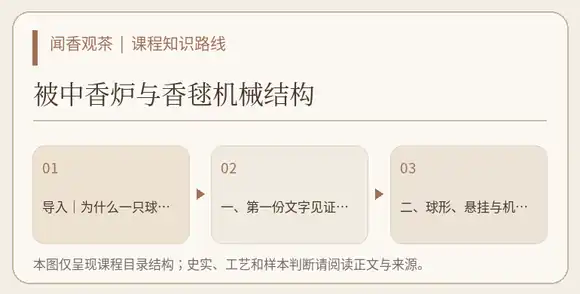 闻香观茶｜课程知识路线
被中香炉与香毬机械结构
01
导入｜为什么一只球…
02
一、第一份文字见证…
03
二、球形、悬挂与机…
本图仅呈现课程目录结构；史实、工艺和样本判断请阅读正文与来源。